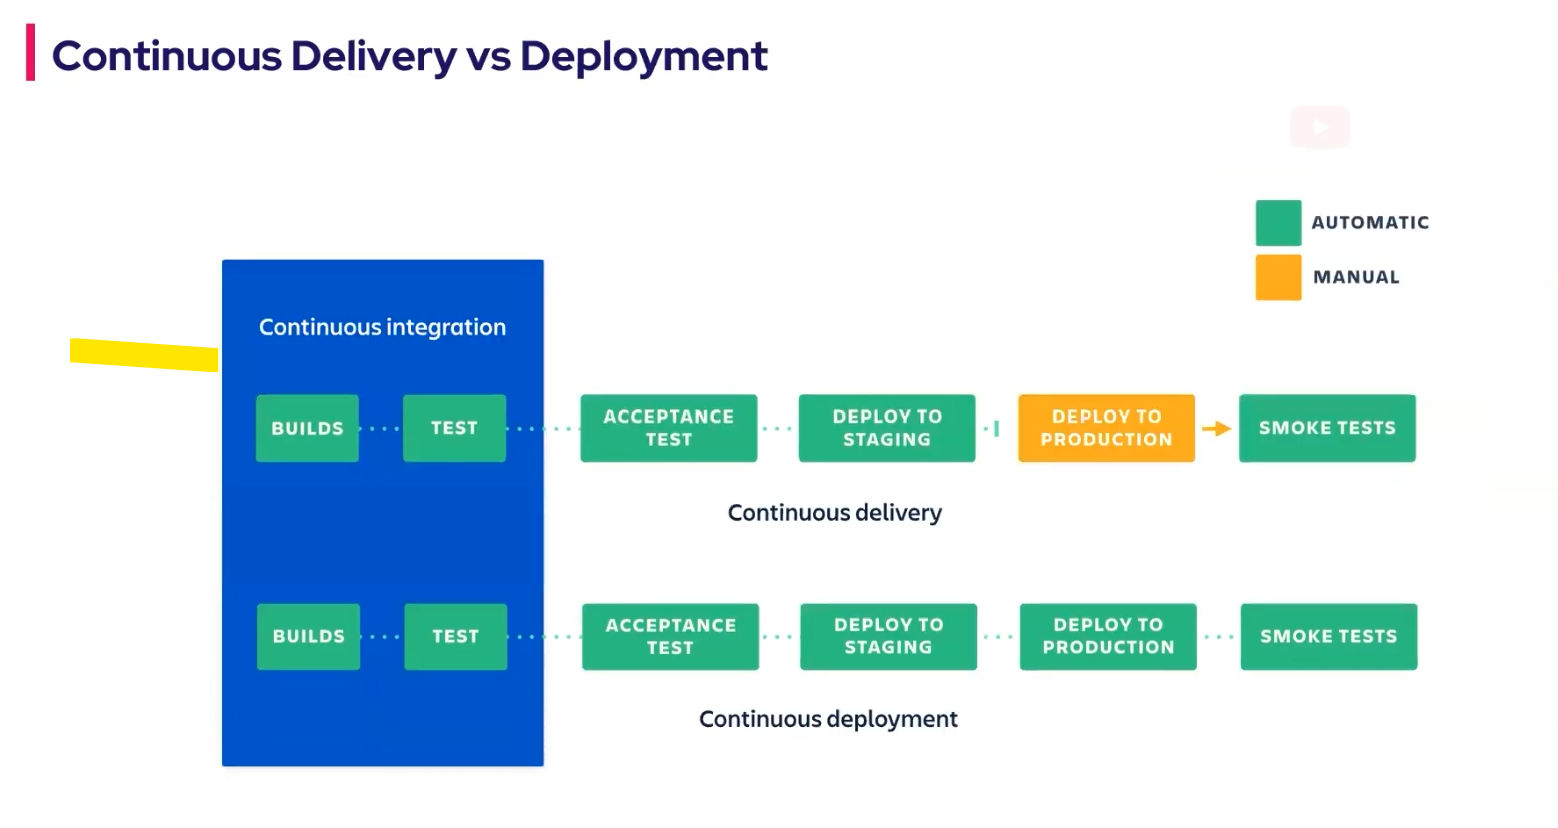 Continuous Delivery vs Deployment
AUTOMATIC
MANUAL
Continuous integration
BUILDS
TEST
ACCEPTANCE
TEST
DEPLOY TO
STAGING
DEPLOY TO
PRODUCTION
SMOKE TESTS
Continuous delivery
BUILDS
TEST
ACCEPTANCE
TEST
DEPLOY TO
STAGING
DEPLOY TO
PRODUCTION
SMOKE TESTS
Continuous deployment